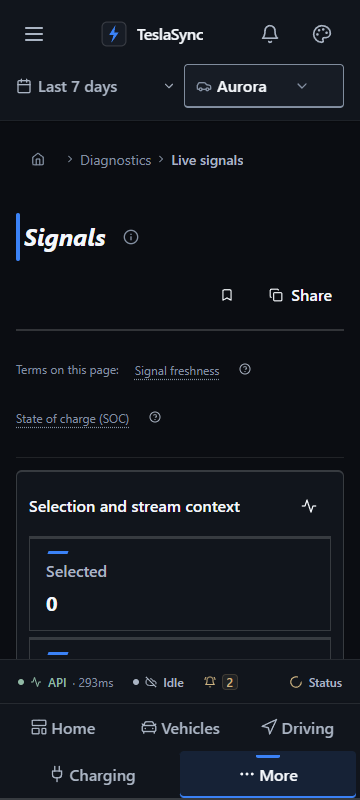 TeslaSync
Last 7 days
Aurora
Diagnostics
Live signals
Signals
Share
Terms on this page: Signal freshness
State of charge (SOC)
Selection and stream context
Selected
0
API · 293ms Idle 2 Status
Home Vehicles Driving
Charging More